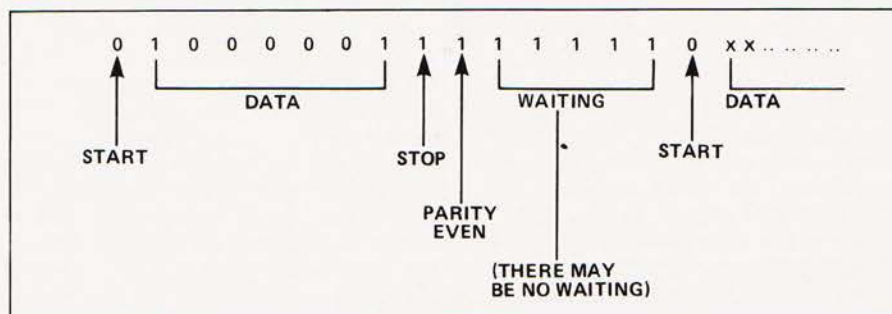 0 1 0 0 0 0 0 1 1 1 1 1 1 1 1 0 x x .. .. .. ..
DATA WAITING DATA
START STOP START
PARITY
EVEN
(THERE MAY
BE NO WAITING)